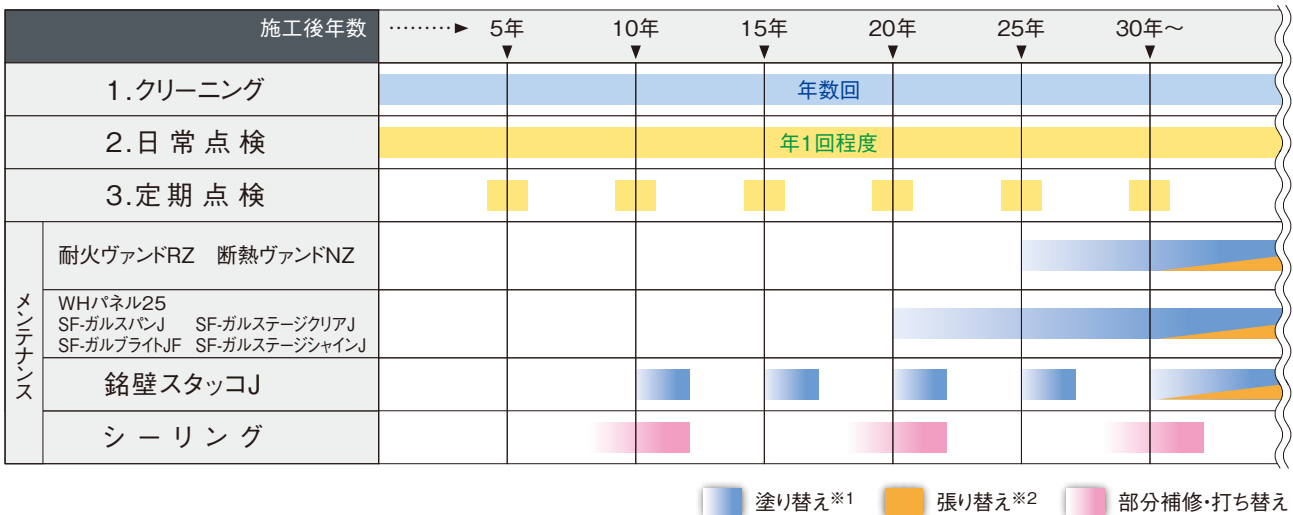 施工後年数 ………► 5年 10年 15年 20年 25年 30年〜
1.クリーニング 年数回
2.日常点検 年1回程度
3.定期点検
メンテナンス
耐火ヴァンドRZ 断熱ヴァンドNZ
WHパネル25
SF-ガルスパンJ SF-ガルステージクリアJ
SF-ガルブライトJF SF-ガルステージシャインJ
銘壁スタッコJ
シーリング
塗り替え※1 張り替え※2 部分補修・打ち替え